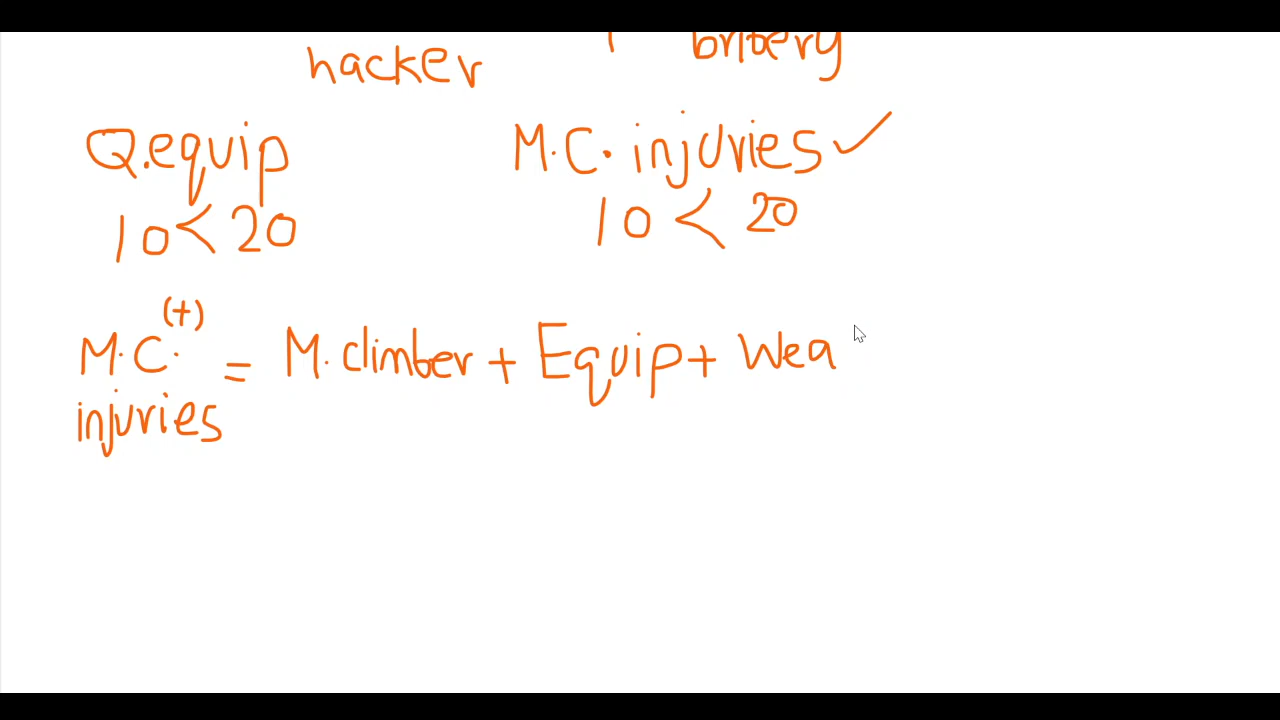 hacker bribery
Q.equip M.C. injuries ✓
10 < 20 10 < 20
M.C. (+) = M.climber + Equip + Wea
injuries